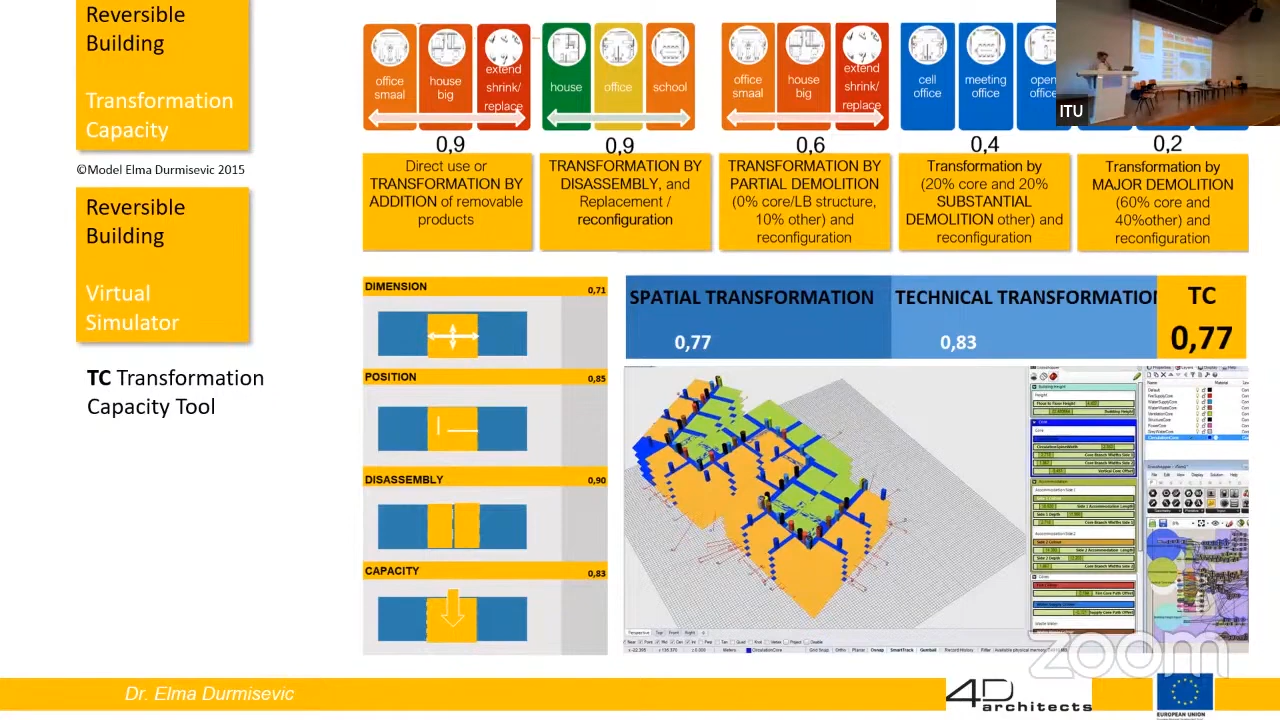 Reversible
Building
Transformation
Capacity
©Model Elma Durmisevic 2015
Reversible
Building
Virtual
Simulator
TC Transformation
Capacity Tool
office
smaal
house
big
extend
shrink/
replace
house
office
school
office
smaal
house
big
extend
shrink/
replace
cell
office
meeting
office
open
office
ITU
0,9
0,9
0,6
0,4
0,2
Direct use or
TRANSFORMATION BY
ADDITION of removable
products
TRANSFORMATION BY
DISASSEMBLY, and
Replacement /
reconfiguration
TRANSFORMATION BY
PARTIAL DEMOLITION
(0% core/LB structure,
10% other) and
reconfiguration
Transformation by
(20% core and 20%
SUBSTANTIAL
DEMOLITION other) and
reconfiguration
Transformation by
MAJOR DEMOLITION
(60% core and
40%other) and
reconfiguration
DIMENSION 0,71
POSITION 0,85
DISASSEMBLY 0,90
CAPACITY 0,83
SPATIAL TRANSFORMATION
0,77
TECHNICAL TRANSFORMATION
0,83
TC
0,77
zoom
Dr. Elma Durmisevic
4D
architects
EUROPEAN UNION